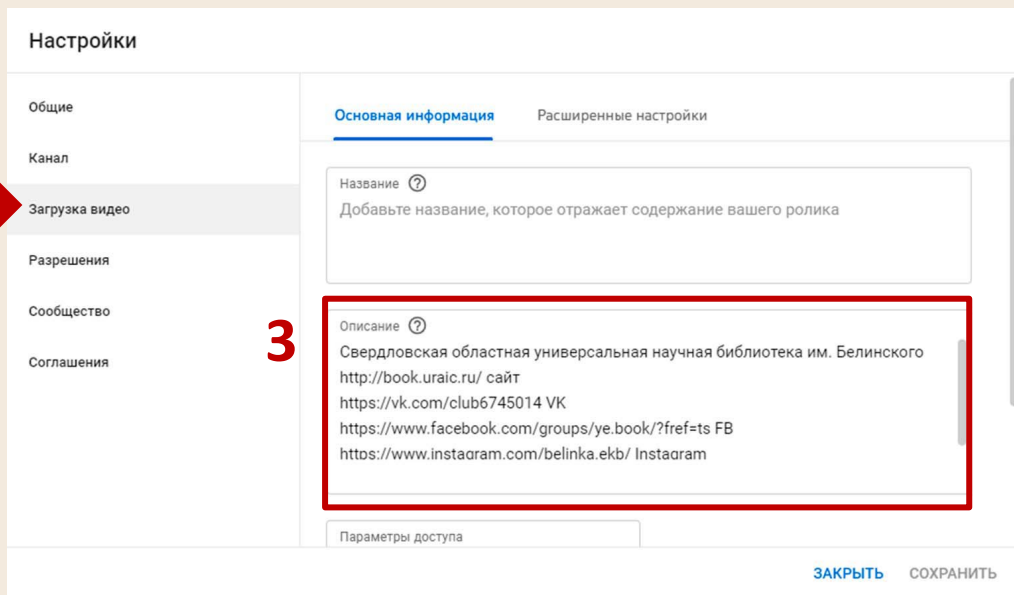 Настройки
Общие
Канал
Загрузка видео
Разрешения
Сообщество
Соглашения
Основная информация Расширенные настройки
Название
Добавьте название, которое отражает содержание вашего ролика
3
Описание
Свердловская областная универсальная научная библиотека им. Белинского
http://book.uraic.ru/ сайт
https://vk.com/club6745014 VK
https://www.facebook.com/groups/ye.book/?fref=ts FB
https://www.instagram.com/belinka.ekb/ Instagram
Параметры доступа
ЗАКРЫТЬ СОХРАНИТЬ